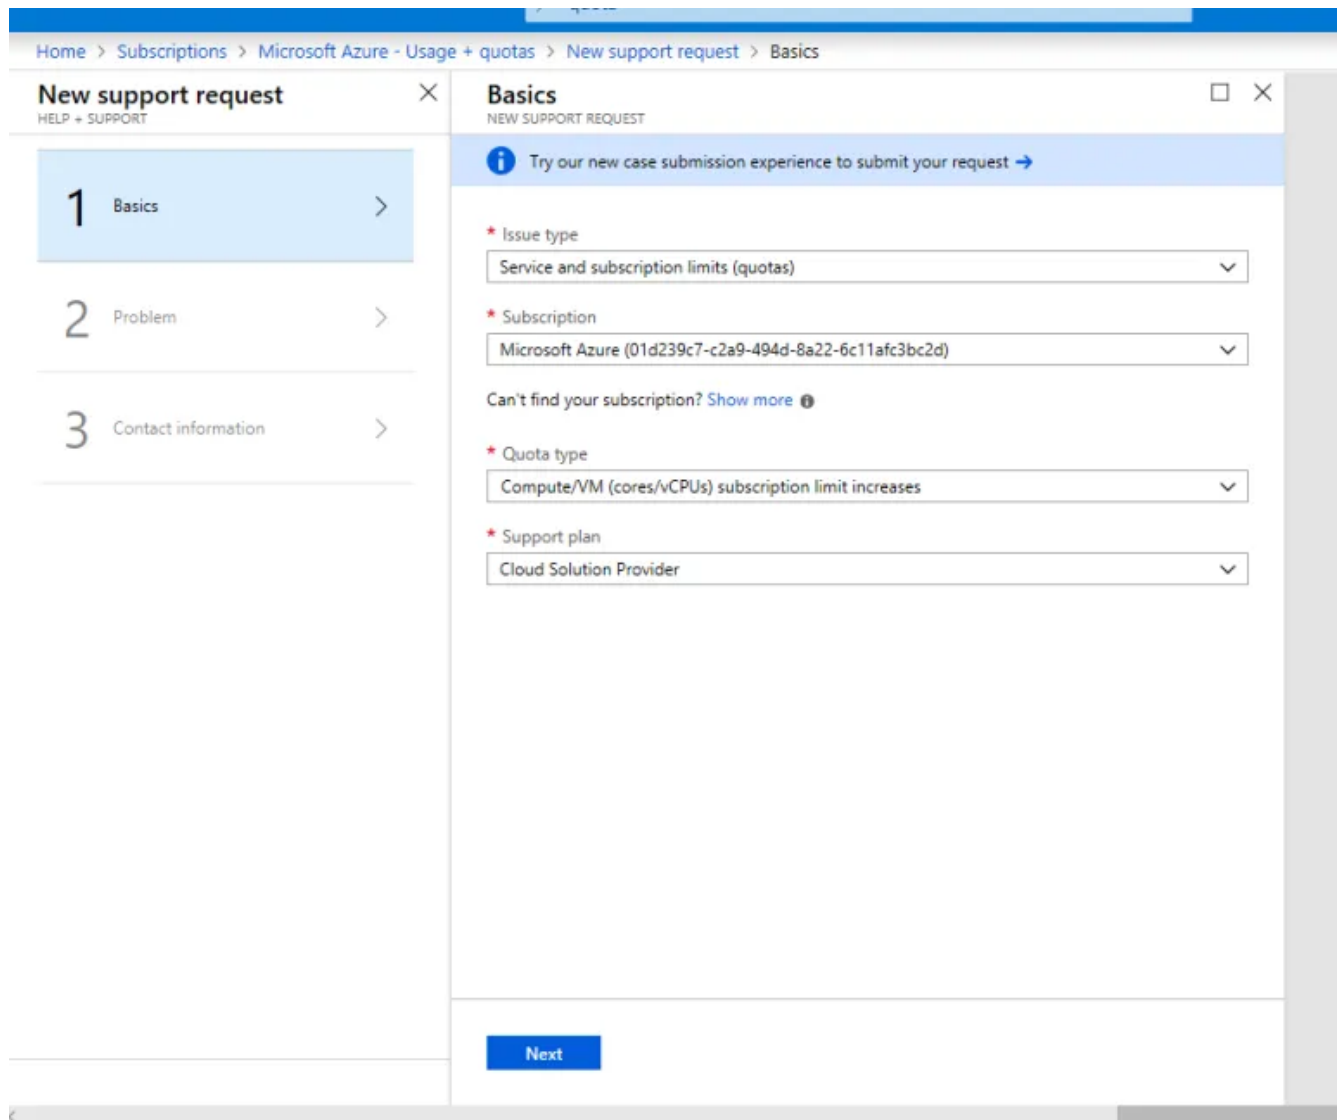 Home > Subscriptions > Microsoft Azure - Usage + quotas > New support request > Basics
New support request
HELP + SUPPORT
1 Basics
2 Problem
3 Contact information
Basics
NEW SUPPORT REQUEST
Try our new case submission experience to submit your request →
* Issue type
Service and subscription limits (quotas)
* Subscription
Microsoft Azure (01d239c7-c2a9-494d-8a22-6c11afc3bc2d)
Can't find your subscription? Show more
* Quota type
Compute/VM (cores/vCPUs) subscription limit increases
* Support plan
Cloud Solution Provider
Next